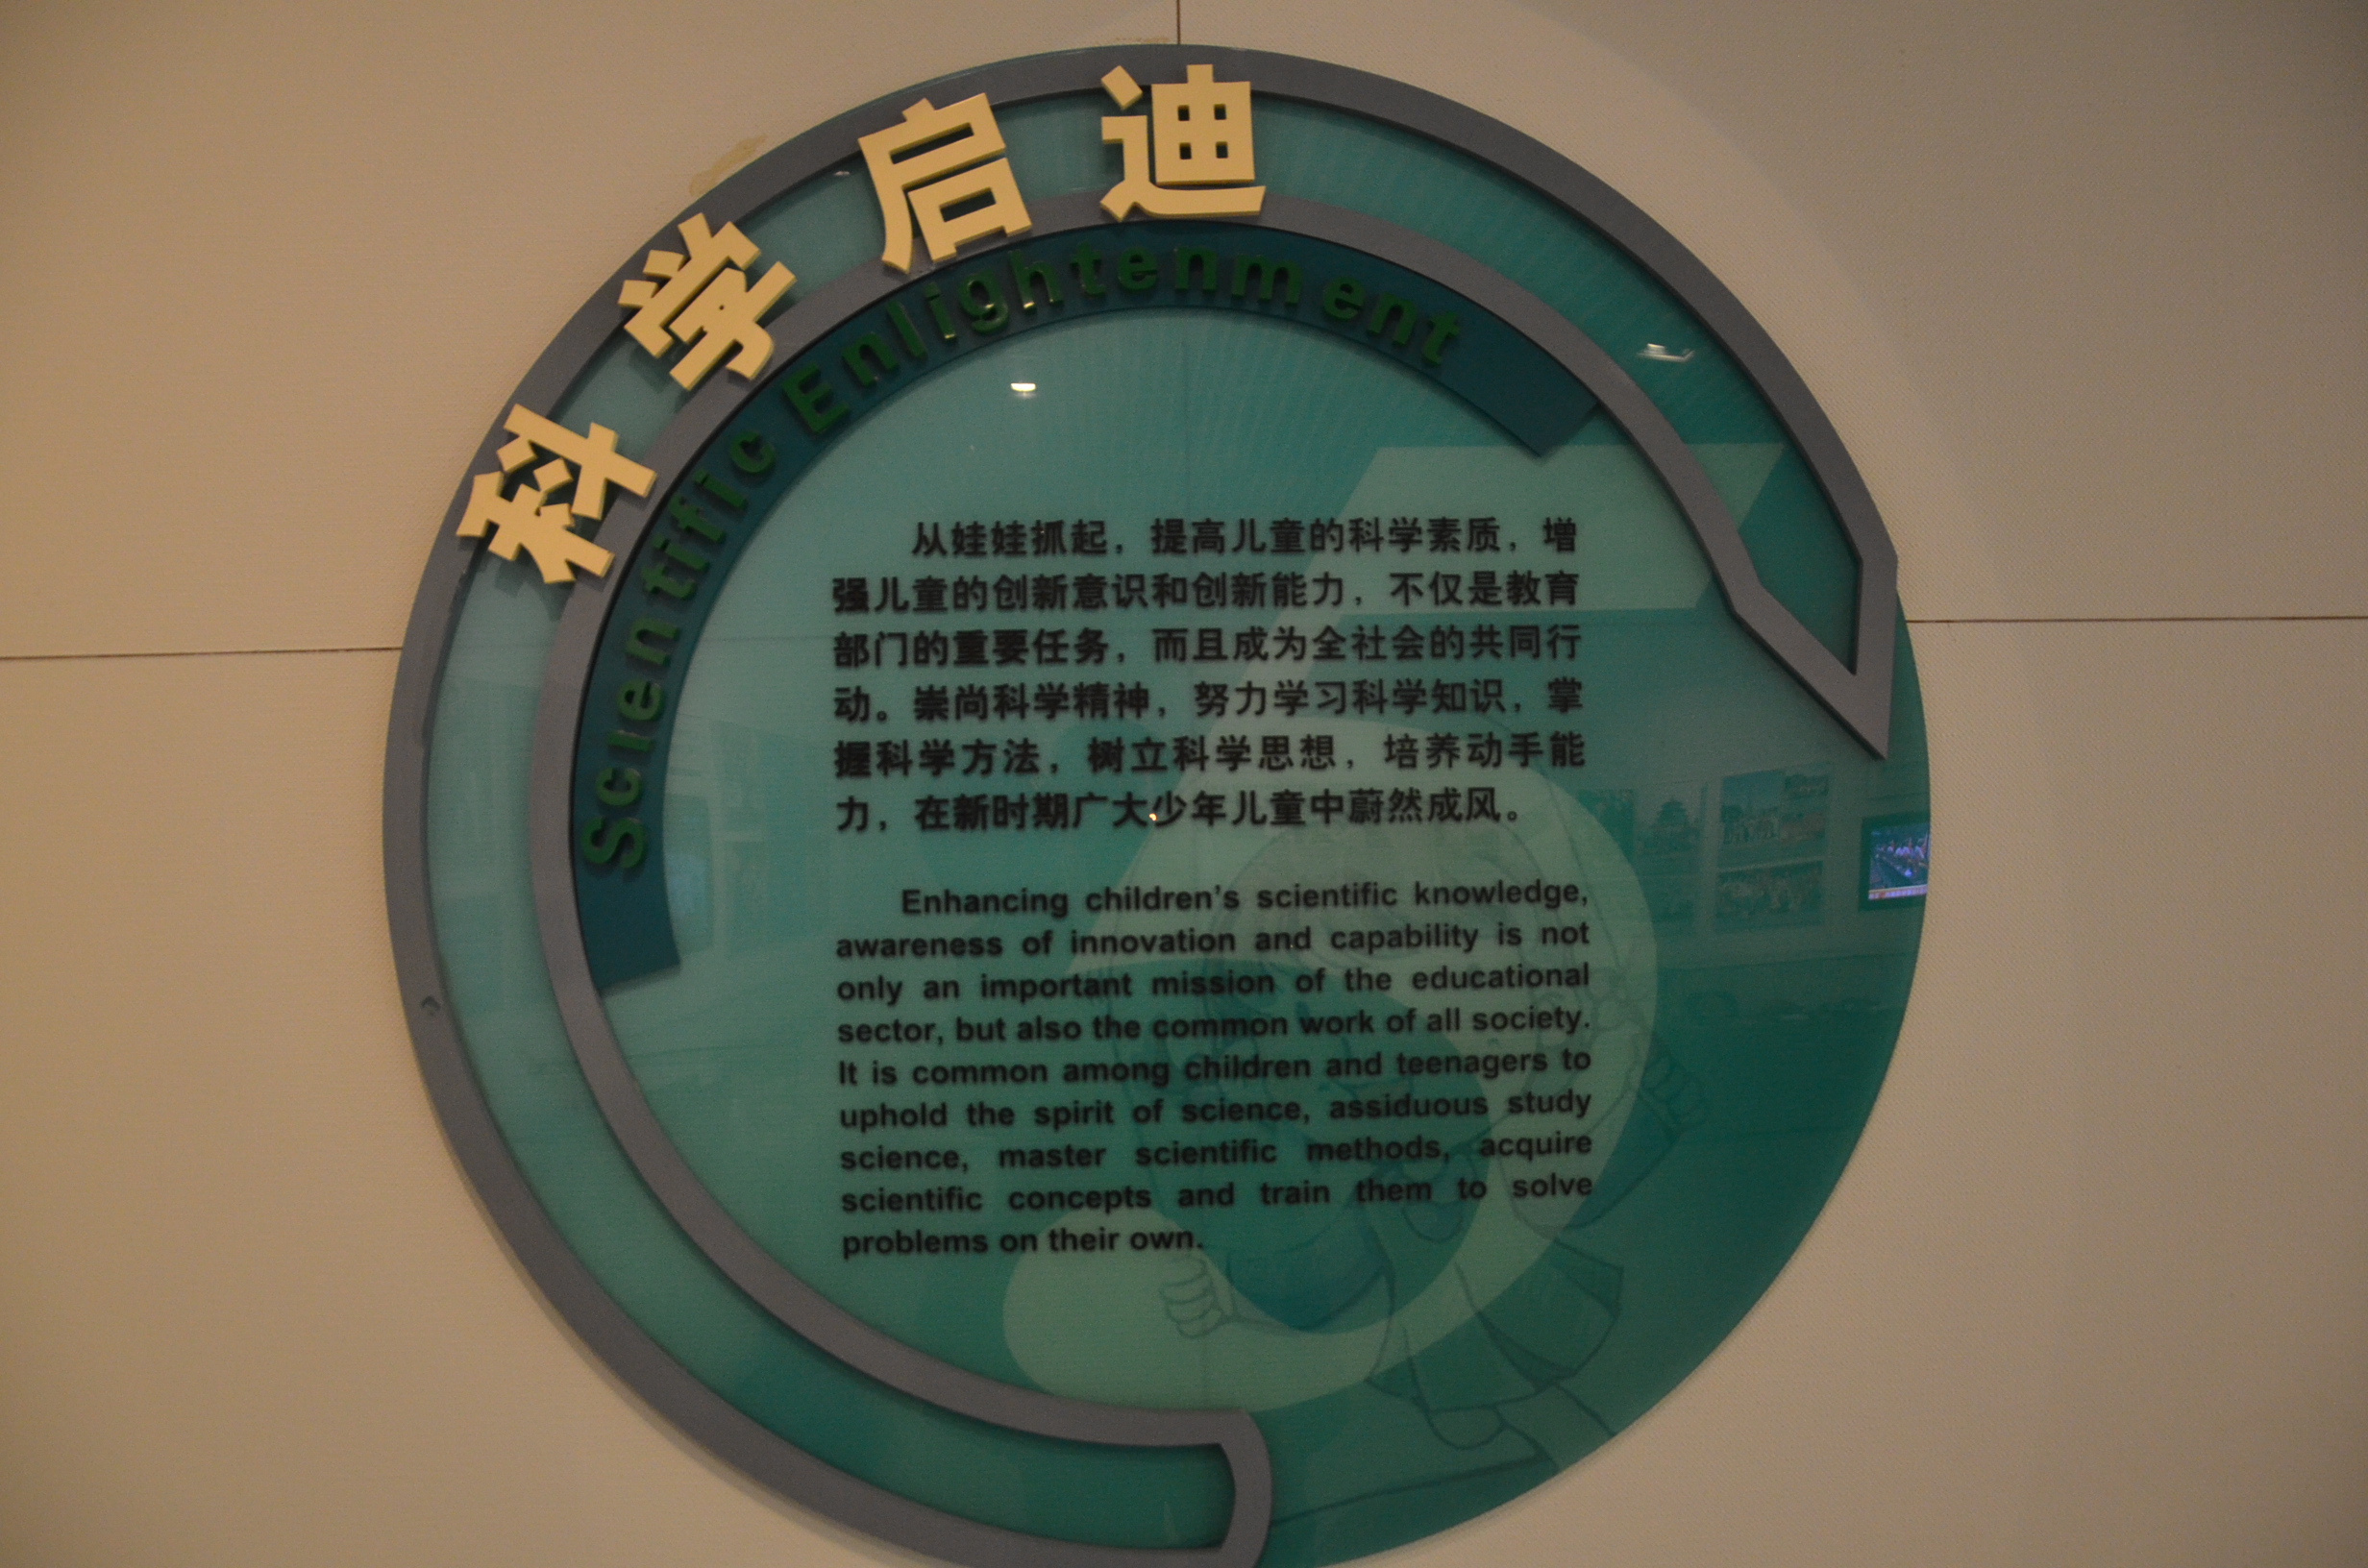 科学启迪
Scientific Enlightenment
从娃娃抓起，提高儿童的科学素质，增
强儿童的创新意识和创新能力，不仅是教育
部门的重要任务，而且成为全社会的共同行
动。崇尚科学精神，努力学习科学知识，掌
握科学方法，树立科学思想，培养动手能
力，在新时期广大少年儿童中蔚然成风。
Enhancing children's scientific knowledge,
awareness of innovation and capability is not
only an important mission of the educational
sector, but also the common work of all society.
It is common among children and teenagers to
uphold the spirit of science, assiduous study
science, master scientific methods, acquire
scientific concepts and train them to solve
problems on their own.